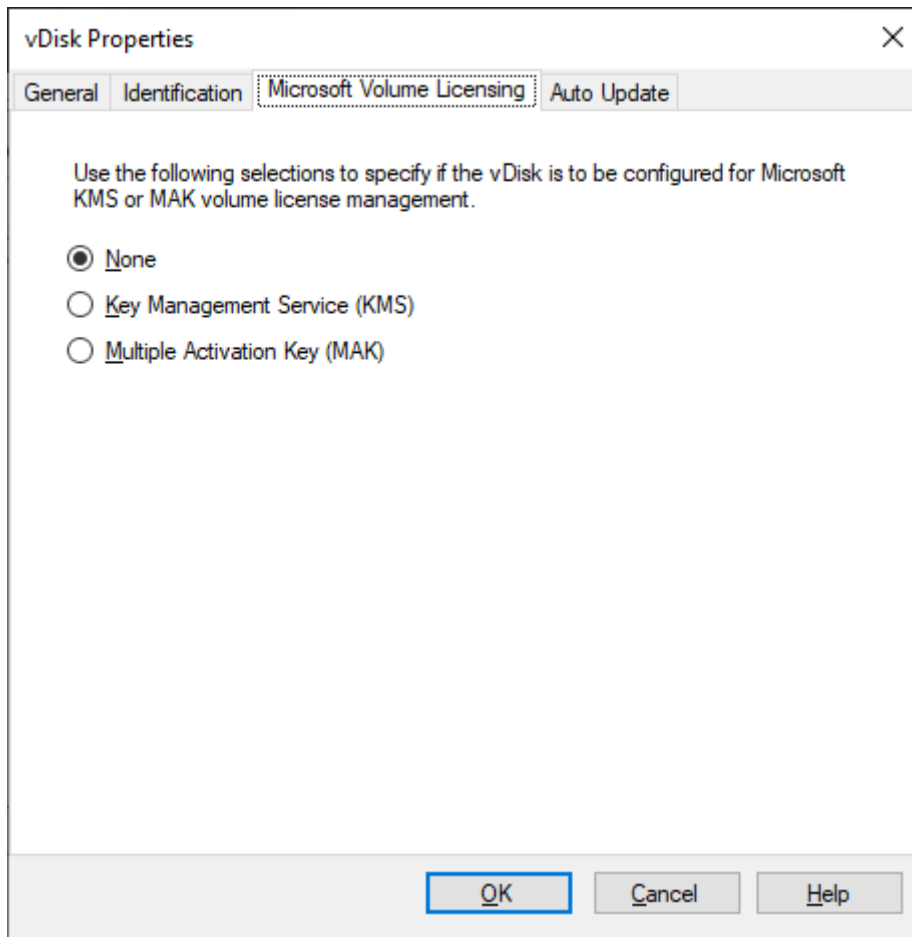 vDisk Properties
General Identification Microsoft Volume Licensing Auto Update
Use the following selections to specify if the vDisk is to be configured for Microsoft
KMS or MAK volume license management.
None
Key Management Service (KMS)
Multiple Activation Key (MAK)
OK Cancel Help